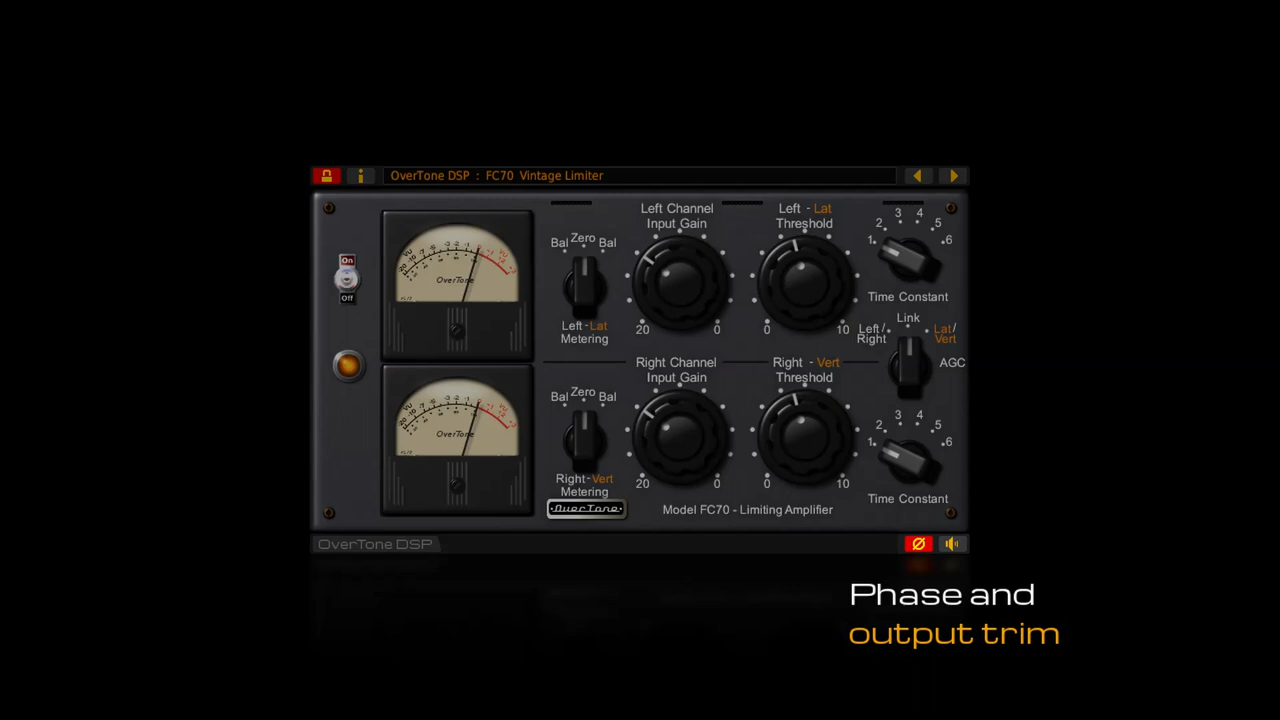 OverTone DSP : FC70 Vintage Limiter
On
Off
VU
OverTone
Bal Zero Bal
Left-Lat
Metering
Left Channel
Input Gain
20 0
Left - Lat
Threshold
0 10
1 2 3 4 5 6
Time Constant
Left/
Right
Link
Lat/
Vert
AGC
VU
OverTone
Bal Zero Bal
Right-Vert
Metering
OverTone
Right Channel
Input Gain
20 0
Right - Vert
Threshold
0 10
1 2 3 4 5 6
Time Constant
Model FC70 - Limiting Amplifier
OverTone DSP
Phase and
output trim